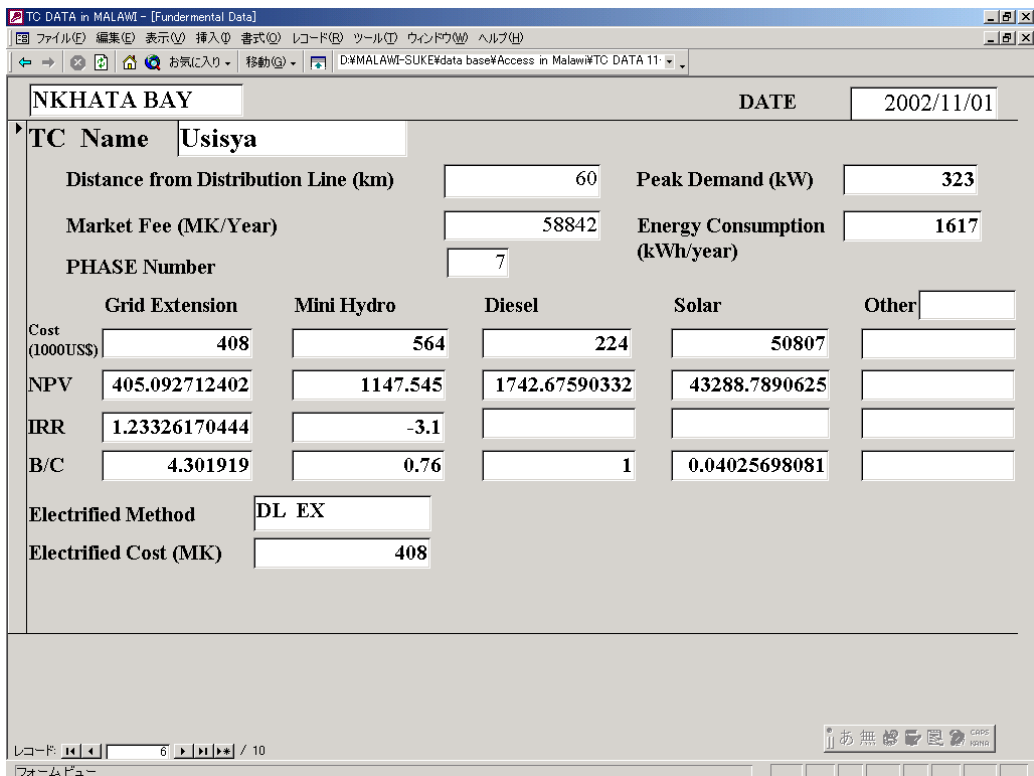 TC DATA in MALAWI - [Fundermental Data]
ファイル(F) 編集(E) 表示(V) 挿入(I) 書式(O) レコード(R) ツール(T) ウィンドウ(W) ヘルプ(H)
お気に入り 移動(G) D:¥MALAWI-SUKE¥data base¥Access in Malawi¥TC DATA 11-
NKHATA BAY DATE 2002/11/01
TC Name Usisya
Distance from Distribution Line (km) 60 Peak Demand (kW) 323
Market Fee (MK/Year) 58842 Energy Consumption 1617
(kWh/year)
PHASE Number 7
Grid Extension Mini Hydro Diesel Solar Other
Cost
(1000US$) 408 564 224 50807
NPV 405.092712402 1147.545 1742.67590332 43288.7890625
IRR 1.23326170444 -3.1
B/C 4.301919 0.76 1 0.04025698081
Electrified Method DL EX
Electrified Cost (MK) 408
あ 無 CAPS
KANA
レコード: 6 / 10
フォーム ビュー